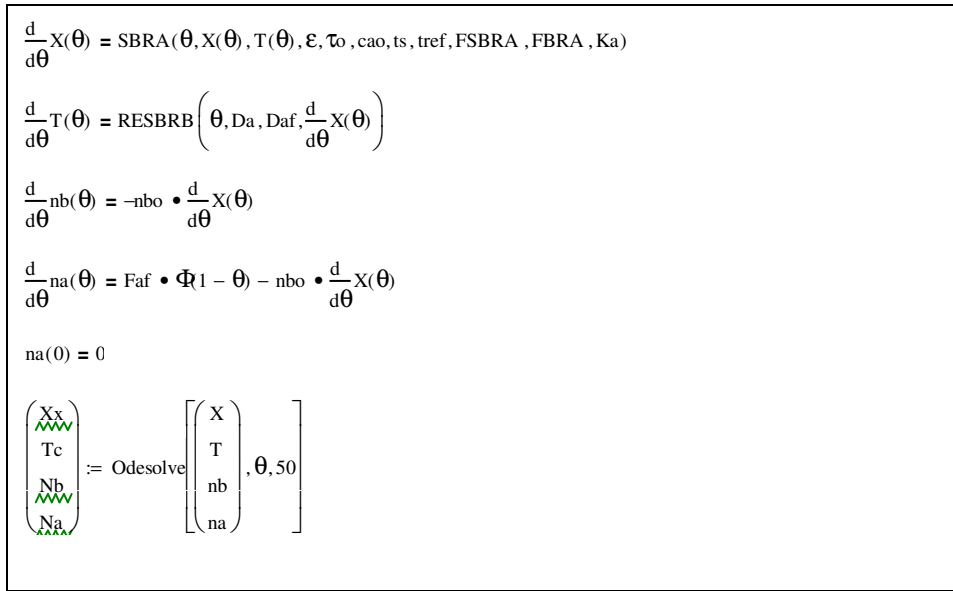 d/dθ X(θ) = SBRA(θ, X(θ), T(θ), ε, τo, cao, ts, tref, FSBRA, FBRA, Ka)
d/dθ T(θ) = RESBRB(θ, Da, Daf, d/dθ X(θ))
d/dθ nb(θ) = −nbo • d/dθ X(θ)
d/dθ na(θ) = Faf • Φ(1 − θ) − nbo • d/dθ X(θ)
na(0) = 0
(Xx Tc Nb Na) := Odesolve[(X T nb na), θ, 50]